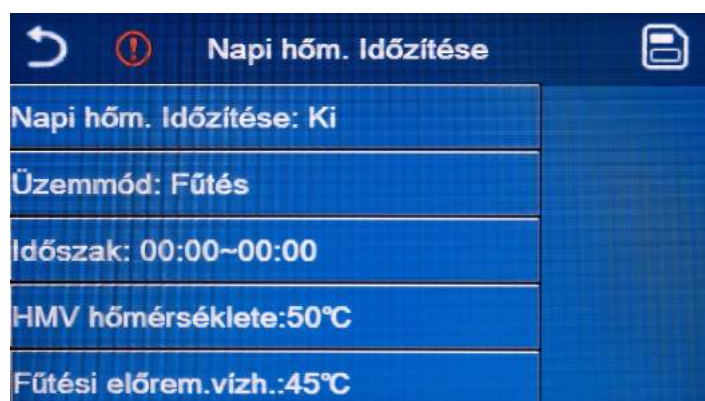 Napi hőm. Időzítése
Napi hőm. Időzítése: Ki
Üzemmód: Fűtés
Időszak: 00:00~00:00
HMV hőmérséklete:50℃
Fűtési előrem.vízh.:45℃